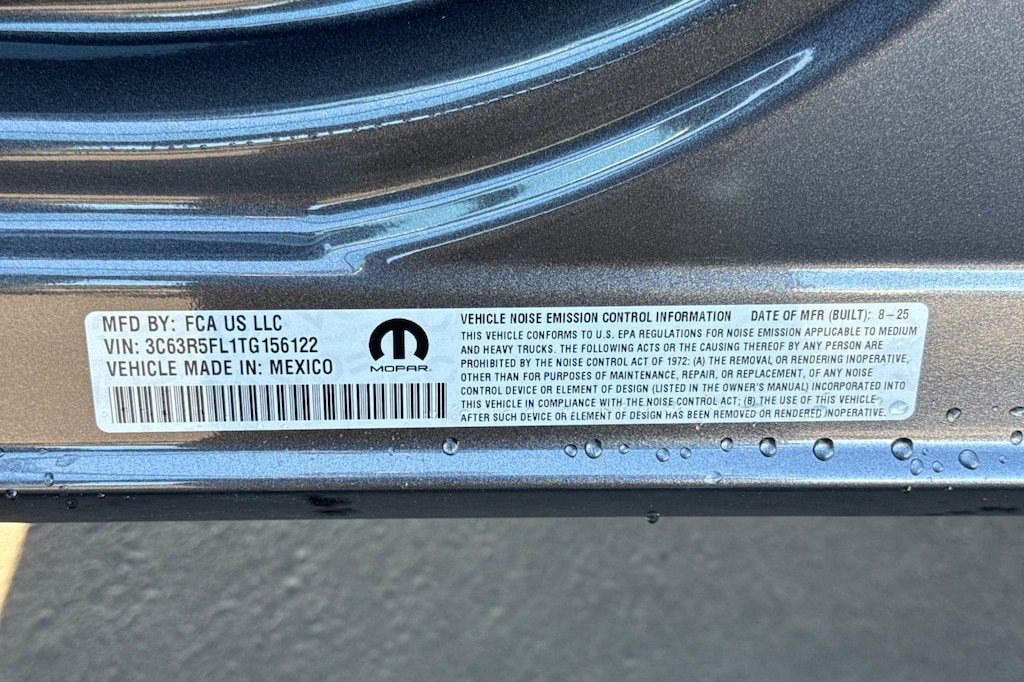 MFD BY: FCA US LLC
VIN: 3C63R5FL1TG156122
VEHICLE MADE IN: MEXICO
MOPAR
VEHICLE NOISE EMISSION CONTROL INFORMATION DATE OF MFR (BUILT): 8-25
THIS VEHICLE CONFORMS TO U.S. EPA REGULATIONS FOR NOISE EMISSION APPLICABLE TO MEDIUM
AND HEAVY TRUCKS. THE FOLLOWING ACTS OR THE CAUSING THEREOF BY ANY PERSON ARE
PROHIBITED BY THE NOISE CONTROL ACT OF 1972: (A) THE REMOVAL OR RENDERING INOPERATIVE,
OTHER THAN FOR PURPOSES OF MAINTENANCE, REPAIR, OR REPLACEMENT, OF ANY NOISE
CONTROL DEVICE OR ELEMENT OF DESIGN (LISTED IN THE OWNER'S MANUAL) INCORPORATED INTO
THIS VEHICLE IN COMPLIANCE WITH THE NOISE CONTROL ACT; (B) THE USE OF THIS VEHICLE
AFTER SUCH DEVICE OR ELEMENT OF DESIGN HAS BEEN REMOVED OR RENDERED INOPERATIVE.